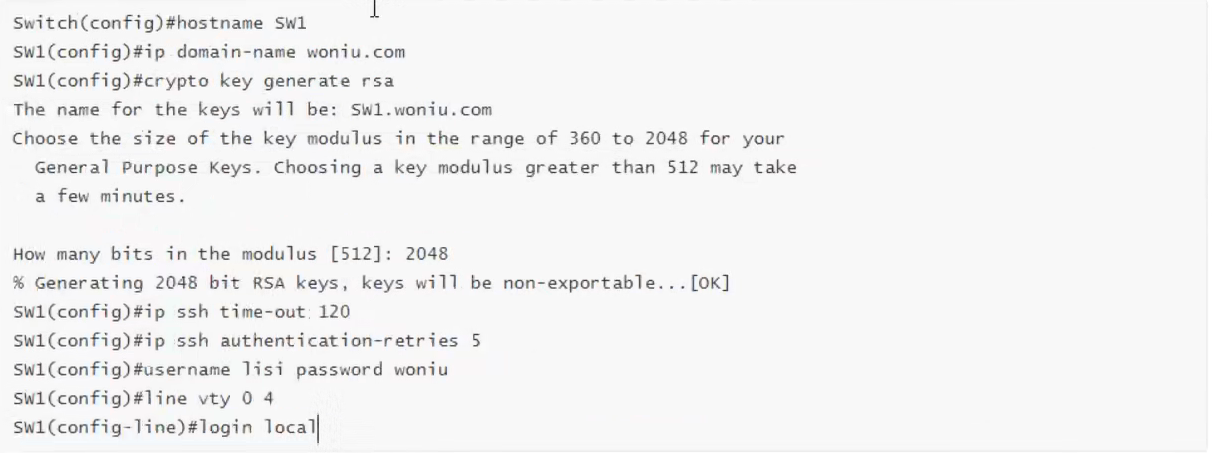 Switch(config)#hostname SW1
SW1(config)#ip domain-name woniu.com
SW1(config)#crypto key generate rsa
The name for the keys will be: SW1.woniu.com
Choose the size of the key modulus in the range of 360 to 2048 for your
General Purpose Keys. Choosing a key modulus greater than 512 may take
a few minutes.
How many bits in the modulus [512]: 2048
% Generating 2048 bit RSA keys, keys will be non-exportable...[OK]
SW1(config)#ip ssh time-out 120
SW1(config)#ip ssh authentication-retries 5
SW1(config)#username lisi password woniu
SW1(config)#line vty 0 4
SW1(config-line)#login local